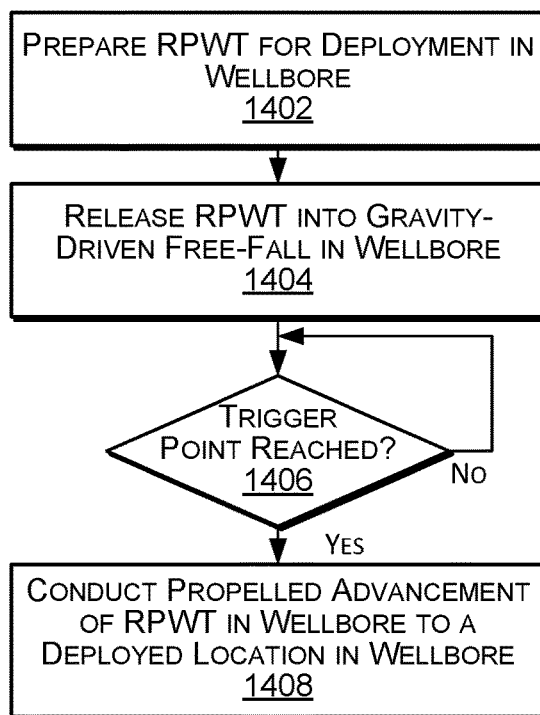 PREPARE RPWT FOR DEPLOYMENT IN
WELLBORE
1402
RELEASE RPWT INTO GRAVITY-
DRIVEN FREE-FALL IN WELLBORE
1404
TRIGGER
POINT REACHED?
1406
NO
YES
CONDUCT PROPELLED ADVANCEMENT
OF RPWT IN WELLBORE TO A
DEPLOYED LOCATION IN WELLBORE
1408